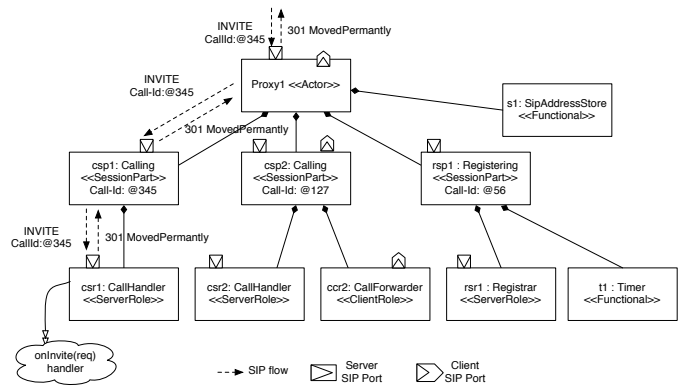 INVITE
CallId:@345
301 MovedPermantly
Proxy1 <<Actor>>
INVITE
Call-Id:@345
301 MovedPermantly
s1: SipAddressStore
<<Functional>>
csp1: Calling
<<SessionPart>>
Call-Id: @345
csp2: Calling
<<SessionPart>>
Call-Id: @127
rsp1 : Registering
<<SessionPart>>
Call-Id: @56
INVITE
CallId:@345
301 MovedPermantly
csr1: CallHandler
<<ServerRole>>
csr2: CallHandler
<<ServerRole>>
ccr2: CallForwarder
<<ClientRole>>
rsr1 : Registrar
<<ServerRole>>
t1 : Timer
<<Functional>>
onInvite(req)
handler
SIP flow
Server
SIP Port
Client
SIP Port